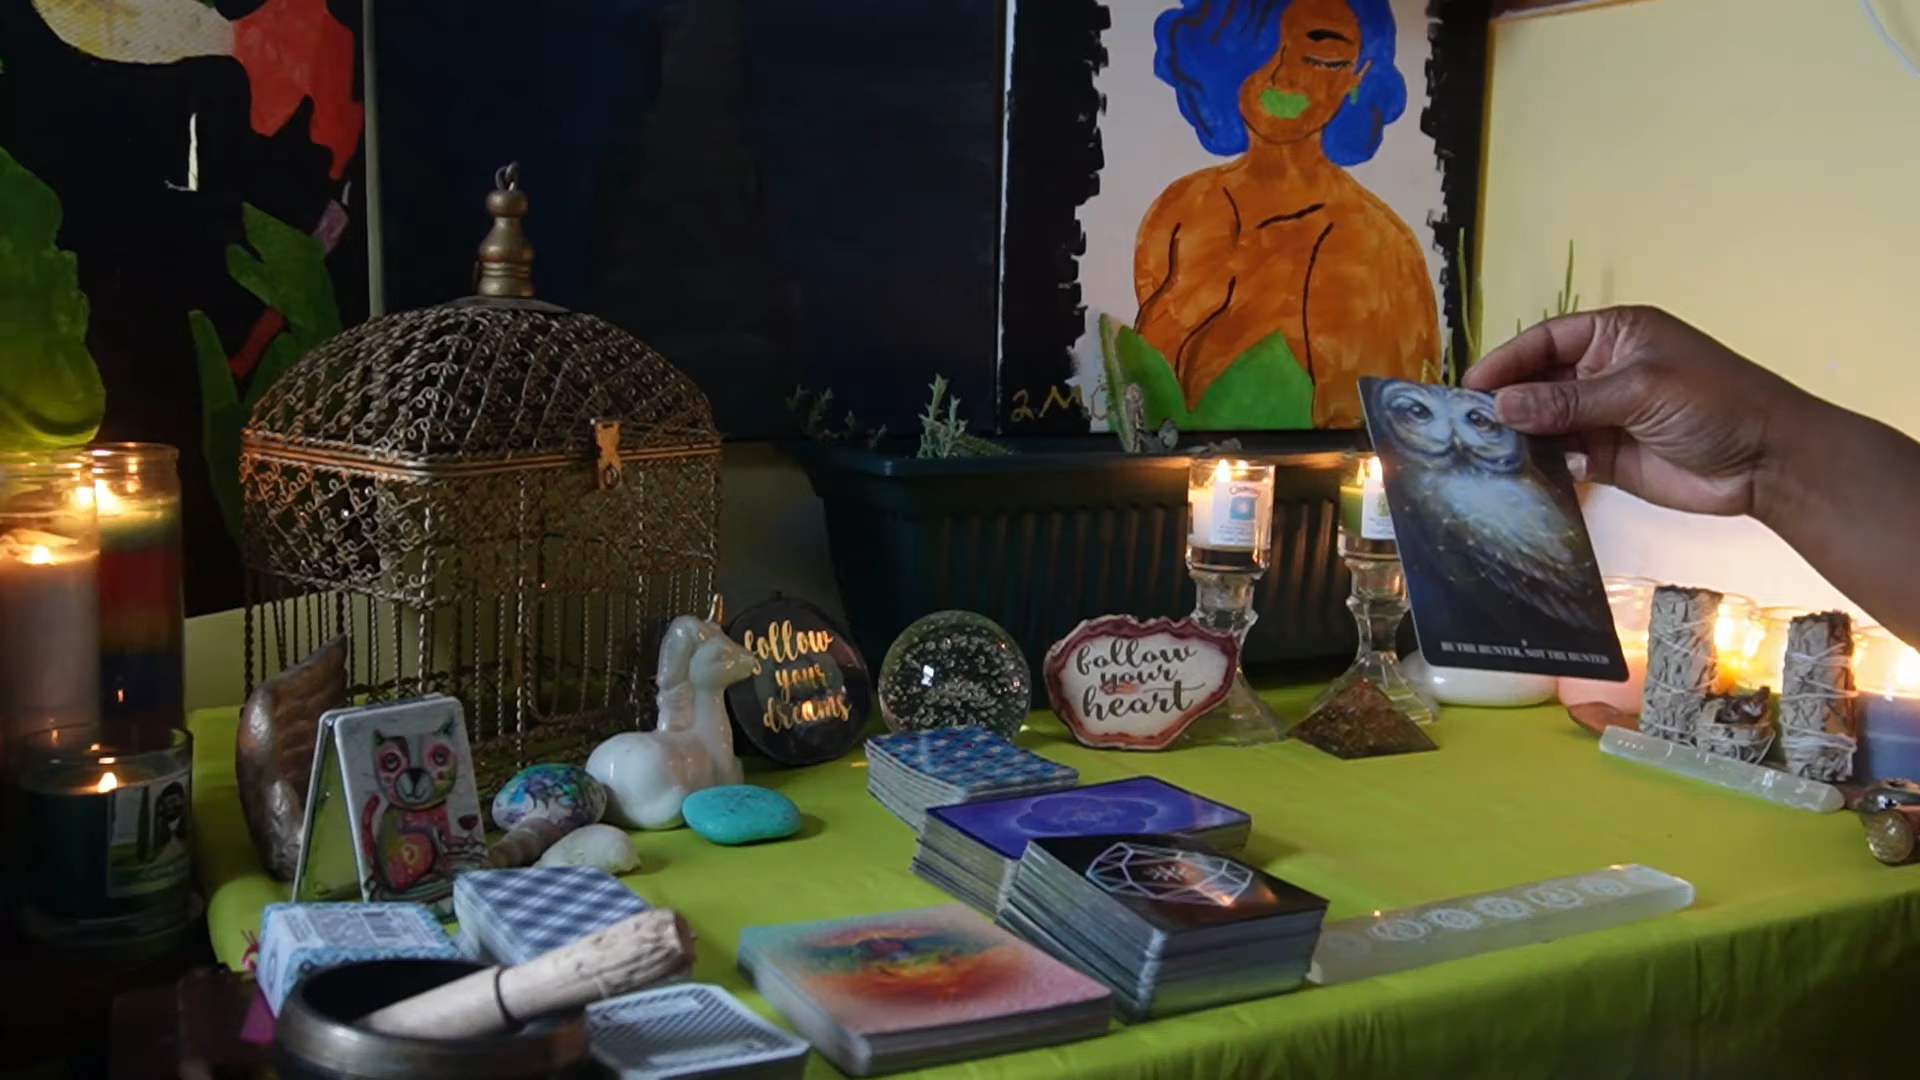 follow
your
dreams
follow
your
heart
BE THE HUNTER, NOT THE HUNTED